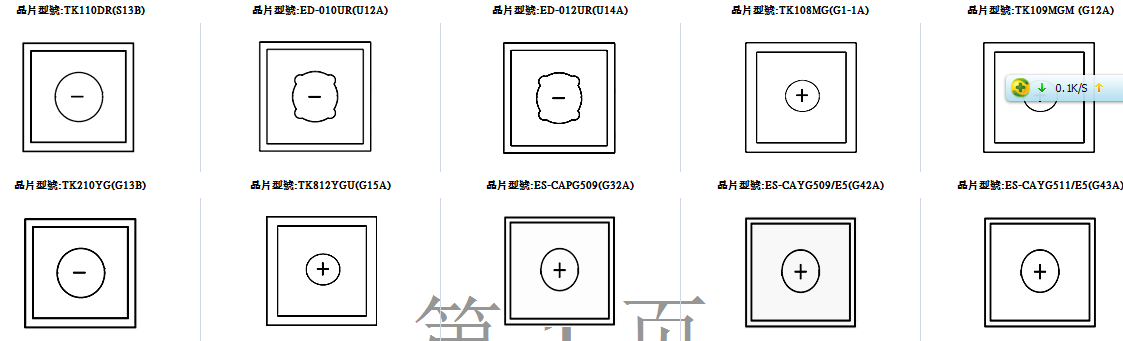 晶片型號:TK110DR(S13B) 晶片型號:ED-010UR(U12A) 晶片型號:ED-012UR(U14A) 晶片型號:TK108MG(G1-1A) 晶片型號:TK109MGM (G12A)
0.1K/S
晶片型號:TK210YG(G13B) 晶片型號:TK812YGU(G15A) 晶片型號:ES-CAPG509(G32A) 晶片型號:ES-CAYG509/E5(G42A) 晶片型號:ES-CAYG511/E5(G43A)
第 1 页